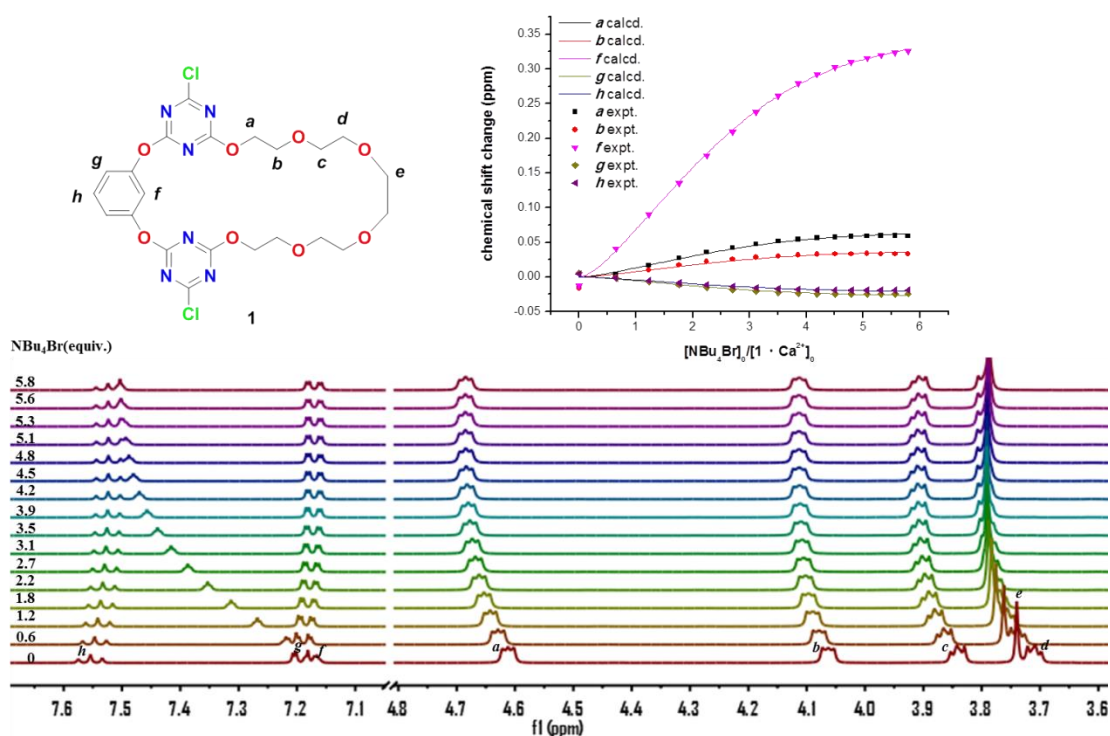 Cl
N N
N
O O
a
b
O
c
d
O
e
g
h
f
O
N
N N
O O
O
Cl
1
0.35
0.30
0.25
0.20
0.15
0.10
0.05
0.00
-0.05
chemical shift change (ppm)
a calcd.
b calcd.
f calcd.
g calcd.
h calcd.
a expt.
b expt.
f expt.
g expt.
h expt.
0 1 2 3 4 5 6
[NBu4Br]0/[1 · Ca2+]0
NBu4Br(equiv.)
5.8
5.6
5.3
5.1
4.8
4.5
4.2
3.9
3.5
3.1
2.7
2.2
1.8
1.2
0.6
0
h g f a b c e d
7.6 7.5 7.4 7.3 7.2 7.1 4.8 4.7 4.6 4.5 4.4 4.3 4.2 4.1 4.0 3.9 3.8 3.7 3.6
fl (ppm)